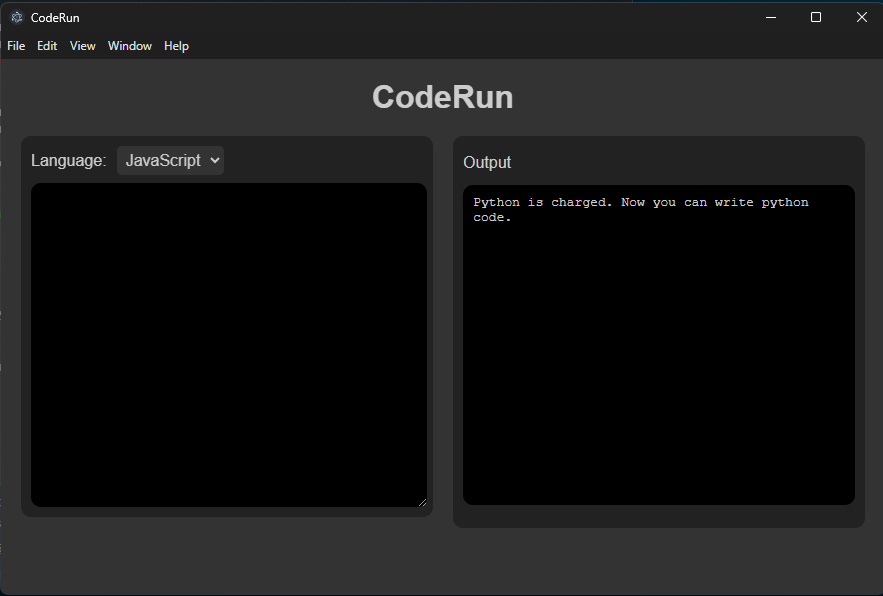 CodeRun
File Edit View Window Help
CodeRun
Language: JavaScript
Output
Python is charged. Now you can write python
code.